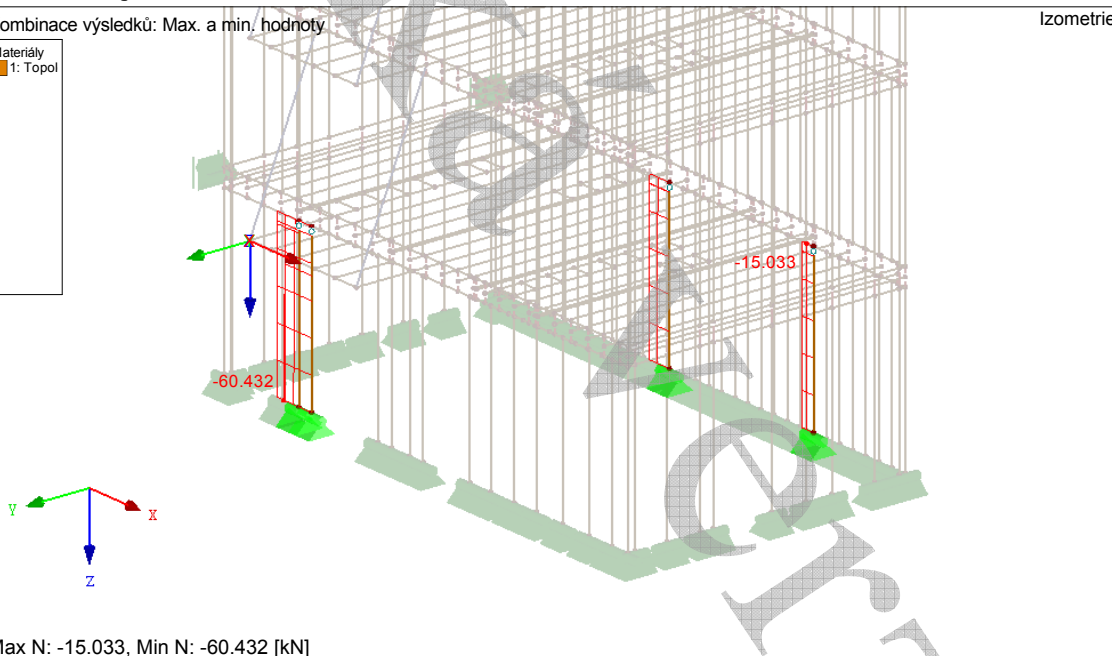 ombinace výsledků: Max. a min. hodnoty
Izometrie
ateriály
1: Topol
Z
-15.033
-60.432
Y
X
Z
Max N: -15.033, Min N: -60.432 [kN]